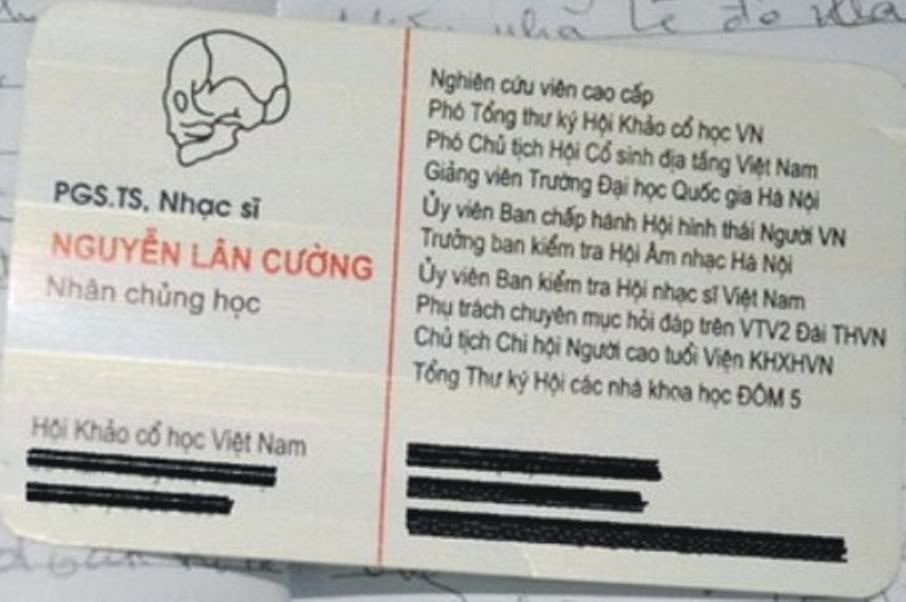 PGS.TS. Nhạc sĩ
NGUYỄN LÂN CƯỜNG
Nhân chủng học
Hội Khảo cổ học Việt Nam
Nghiên cứu viên cao cấp
Phó Tổng thư ký Hội Khảo cổ học VN
Phó Chủ tịch Hội Cổ sinh địa tầng Việt Nam
Giảng viên Trường Đại học Quốc gia Hà Nội
Ủy viên Ban chấp hành Hội hình thái Người VN
Trưởng ban kiểm tra Hội Âm nhạc Hà Nội
Ủy viên Ban kiểm tra Hội nhạc sĩ Việt Nam
Phụ trách chuyên mục hỏi đáp trên VTV2 Đài THVN
Chủ tịch Chi hội Người cao tuổi Viện KHXHVN
Tổng Thư ký Hội các nhà khoa học ĐÔM 5